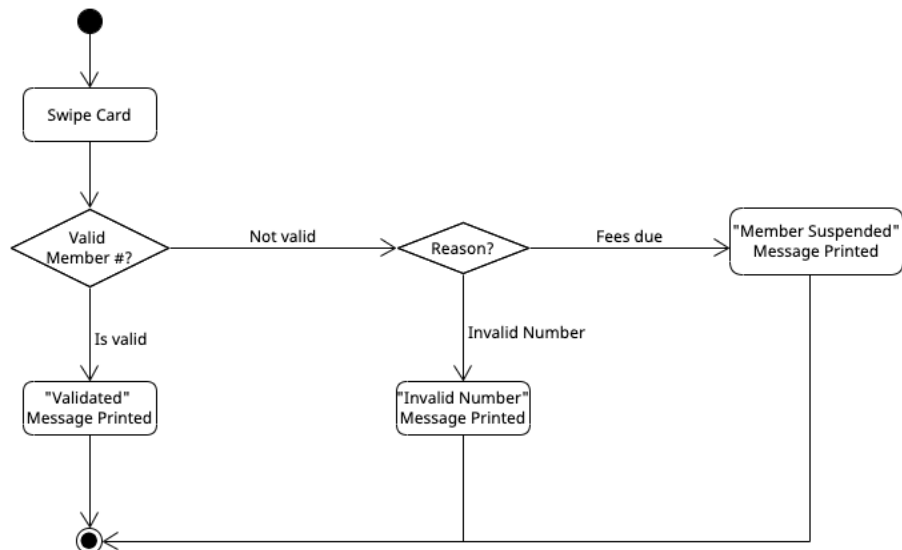 Swipe Card
Valid
Member #?
Not valid
Reason?
Fees due
"Member Suspended"
Message Printed
Is valid
Invalid Number
"Validated"
Message Printed
"Invalid Number"
Message Printed